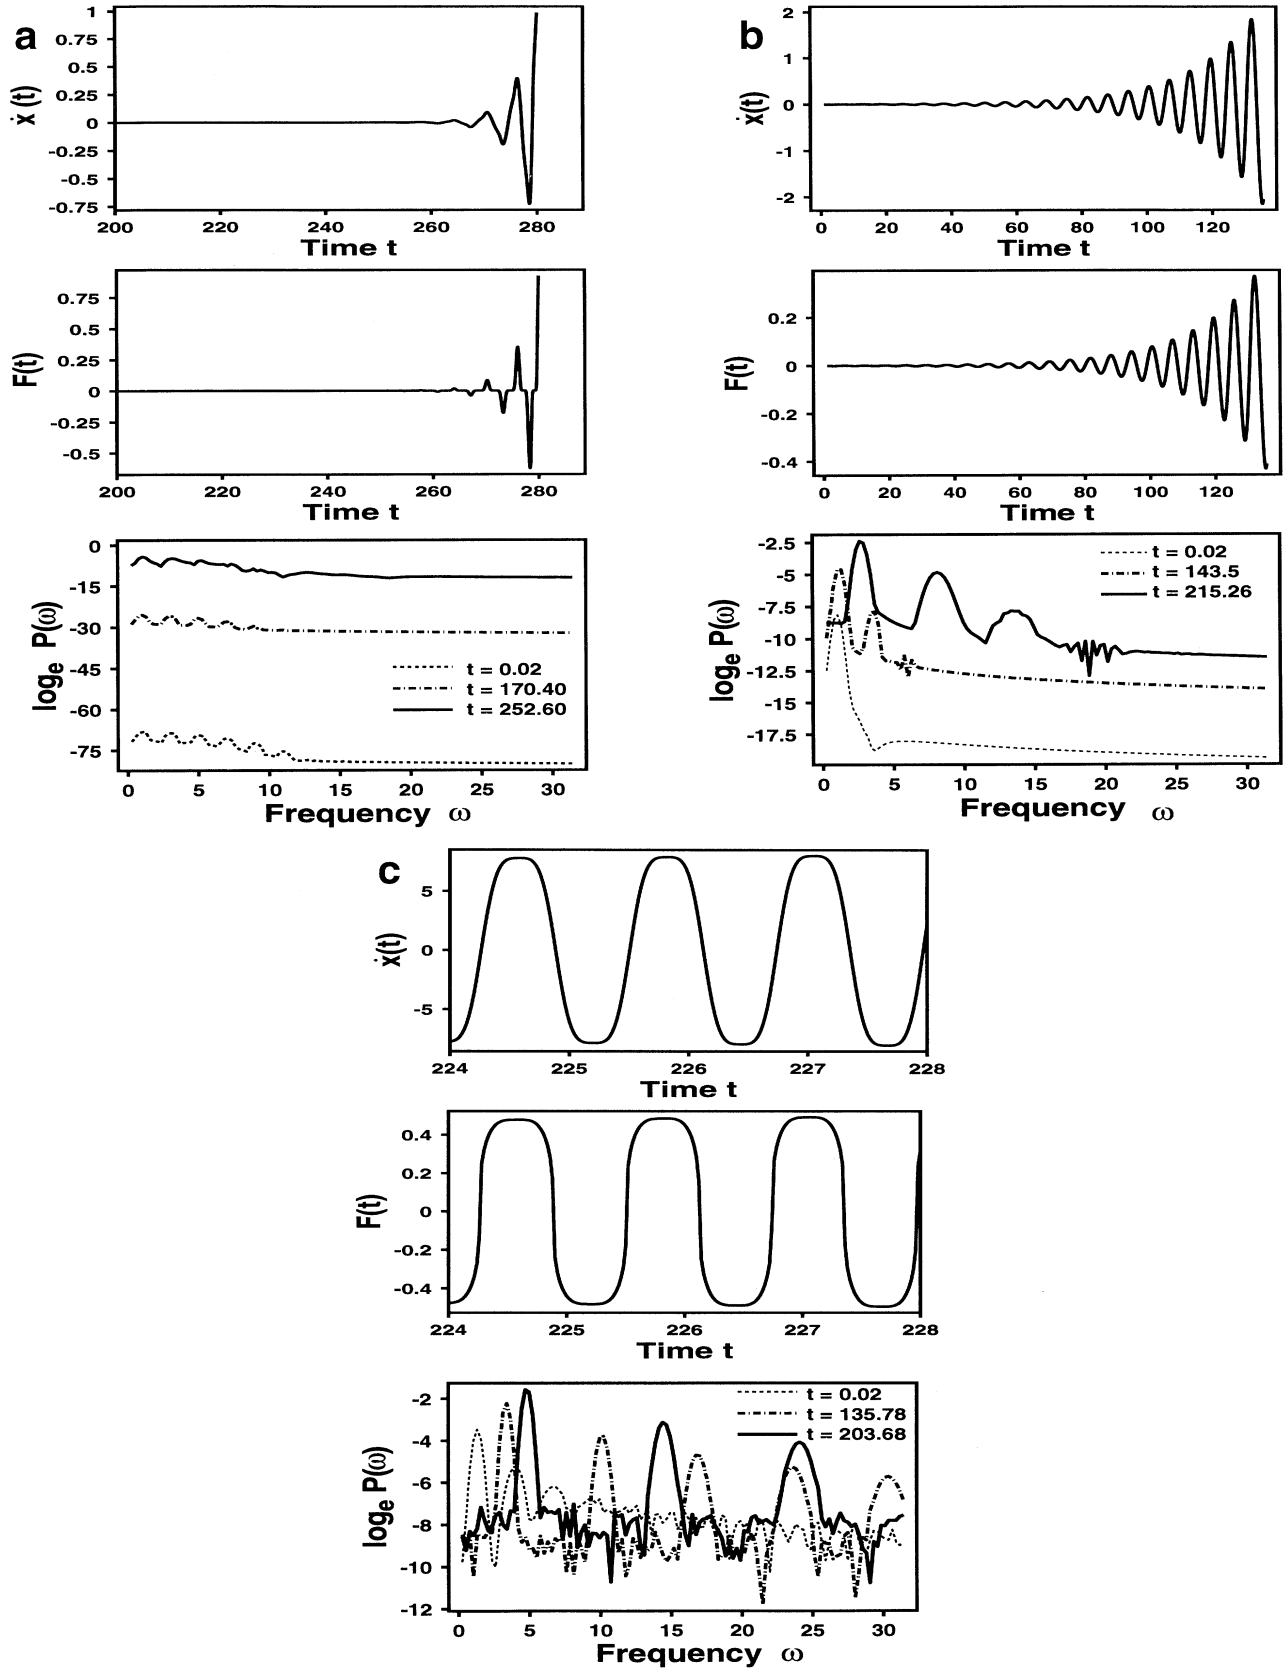 a
ẋ(t)
1
0.75
0.5
0.25
0
-0.25
-0.5
-0.75
200 220 240 260 280
Time t
F(t)
0.75
0.5
0.25
0
-0.25
-0.5
200 220 240 260 280
Time t
logₑ P(ω)
0
-15
-30
-45
-60
-75
t = 0.02
t = 170.40
t = 252.60
0 5 10 15 20 25 30
Frequency ω
b
ẋ(t)
2
1
0
-1
-2
0 20 40 60 80 100 120
Time t
F(t)
0.2
0
-0.2
-0.4
0 20 40 60 80 100 120
Time t
logₑ P(ω)
-2.5
-5
-7.5
-10
-12.5
-15
-17.5
t = 0.02
t = 143.5
t = 215.26
0 5 10 15 20 25 30
Frequency ω
c
ẋ(t)
5
0
-5
224 225 226 227 228
Time t
F(t)
0.4
0.2
0
-0.2
-0.4
224 225 226 227 228
Time t
logₑ P(ω)
-2
-4
-6
-8
-10
-12
t = 0.02
t = 135.78
t = 203.68
0 5 10 15 20 25 30
Frequency ω